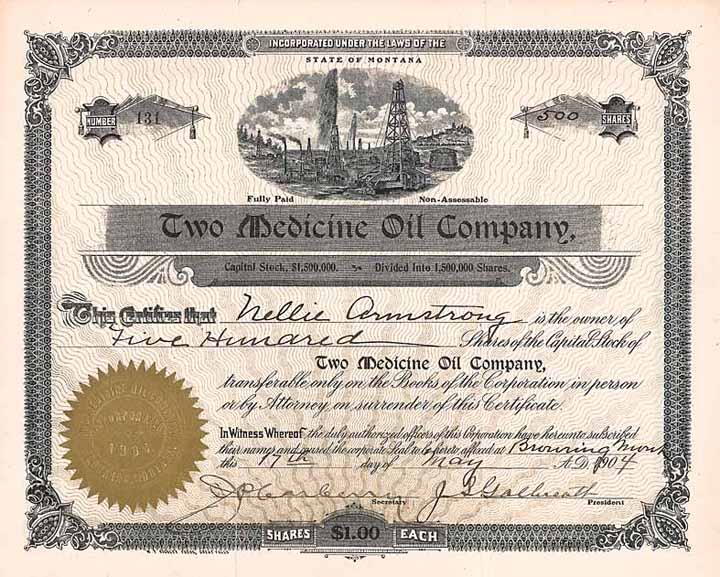 INCORPORATED UNDER THE LAWS OF THE
STATE OF MONTANA
NUMBER 131
500 SHARES
Fully Paid Non-Assessable
Two Medicine Oil Company,
Capital Stock, $1,500,000. Divided Into 1,500,000 Shares.
This Certifies that Nellie Armstrong is the owner of
Five Hundred Shares of the Capital Stock of
Two Medicine Oil Company,
transferable only on the Books of the Corporation in person
or by Attorney on surrender of this Certificate.
In Witness Whereof the duly authorized officers of this Corporation have hereunto subscribed
their names and caused the corporate Seal to be hereto affixed at Browning Mont
this 17th day of May A.D. 1904
J S Galbreath
Secretary President
SHARES $1.00 EACH